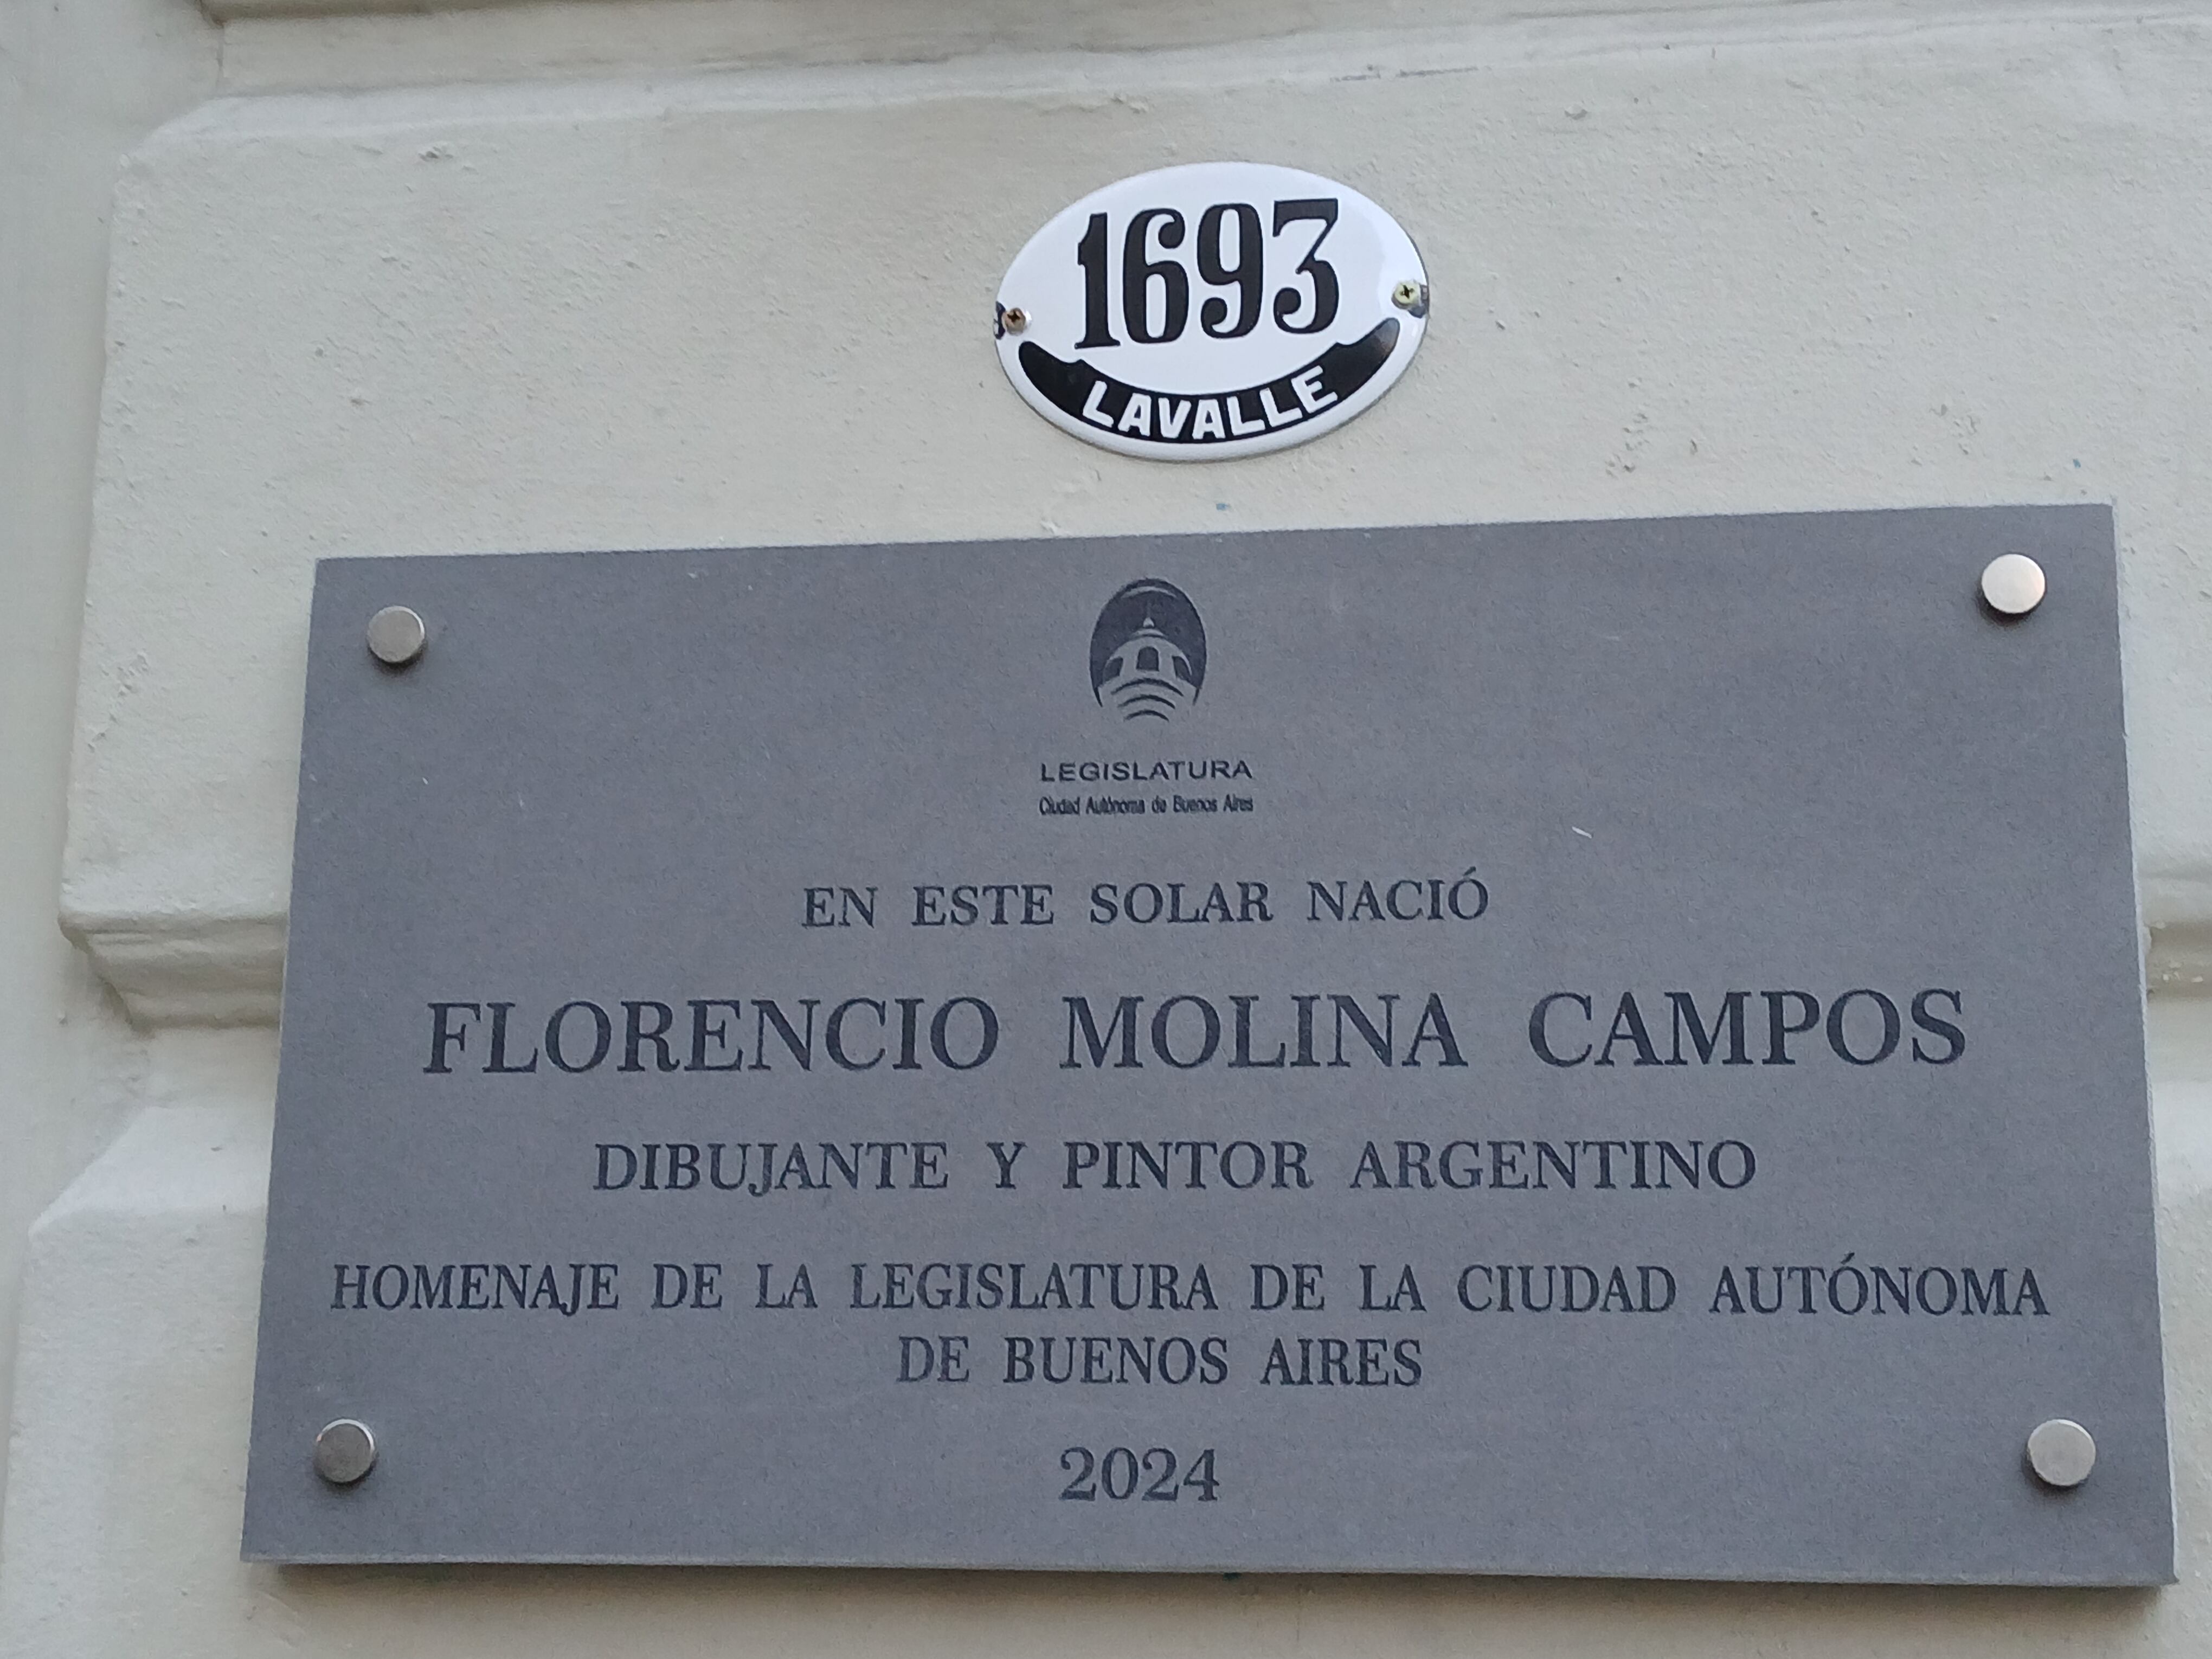 1693
LAVALLE
LEGISLATURA
Ciudad Autónoma de Buenos Aires
EN ESTE SOLAR NACIÓ
FLORENCIO MOLINA CAMPOS
DIBUJANTE Y PINTOR ARGENTINO
HOMENAJE DE LA LEGISLATURA DE LA CIUDAD AUTÓNOMA
DE BUENOS AIRES
2024